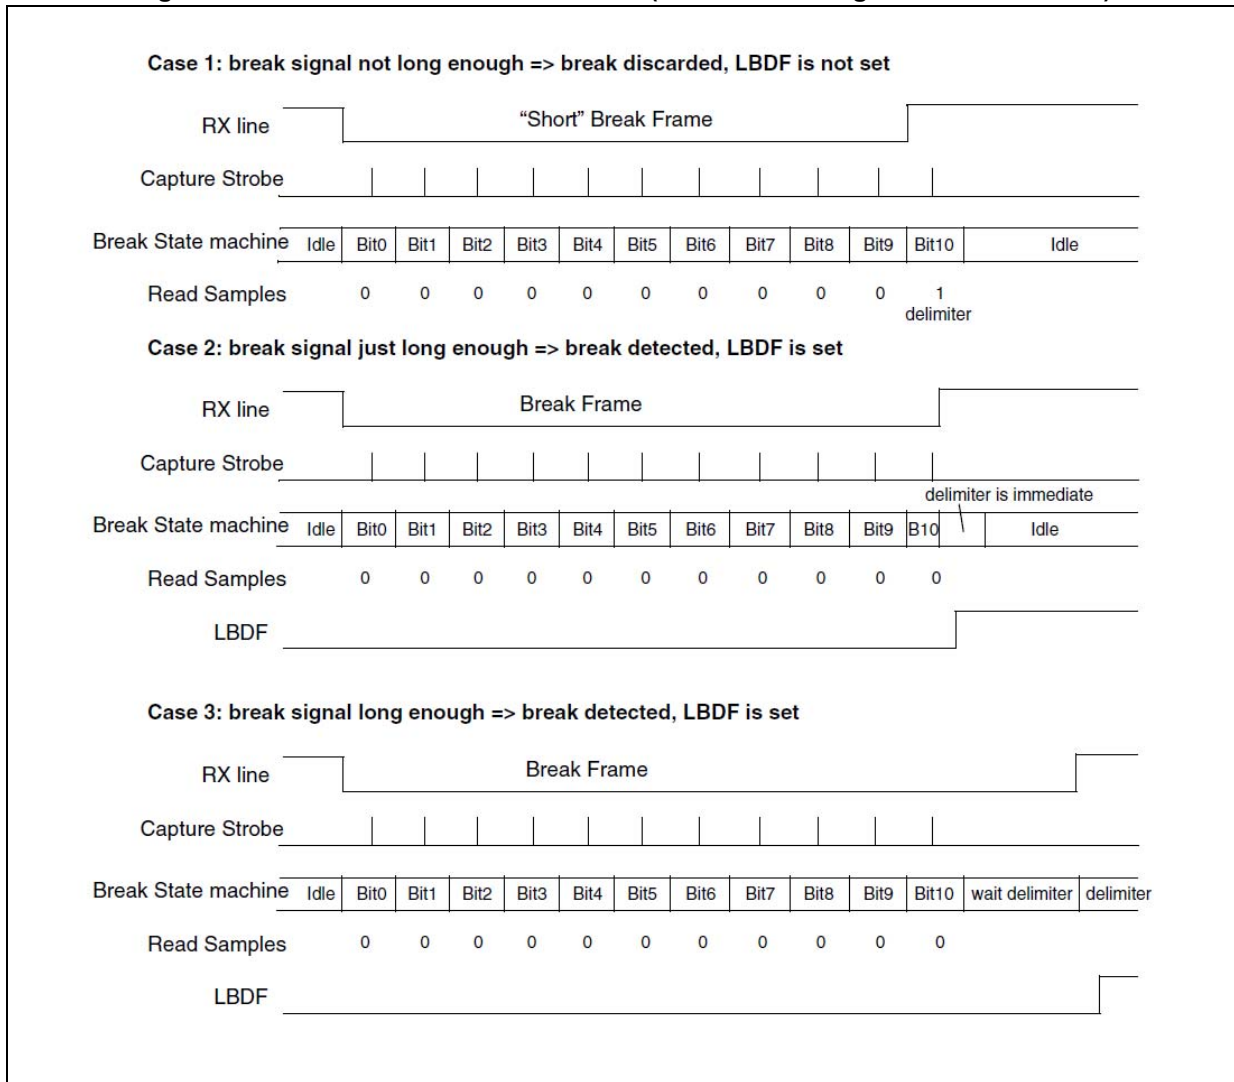 Case 1: break signal not long enough => break discarded, LBDF is not set
RX line “Short” Break Frame
Capture Strobe
Break State machine Idle Bit0 Bit1 Bit2 Bit3 Bit4 Bit5 Bit6 Bit7 Bit8 Bit9 Bit10 Idle
Read Samples 0 0 0 0 0 0 0 0 0 0 1
delimiter
Case 2: break signal just long enough => break detected, LBDF is set
RX line Break Frame
Capture Strobe
delimiter is immediate
Break State machine Idle Bit0 Bit1 Bit2 Bit3 Bit4 Bit5 Bit6 Bit7 Bit8 Bit9 B10 Idle
Read Samples 0 0 0 0 0 0 0 0 0 0 0
LBDF
Case 3: break signal long enough => break detected, LBDF is set
RX line Break Frame
Capture Strobe
Break State machine Idle Bit0 Bit1 Bit2 Bit3 Bit4 Bit5 Bit6 Bit7 Bit8 Bit9 Bit10 wait delimiter delimiter
Read Samples 0 0 0 0 0 0 0 0 0 0 0
LBDF